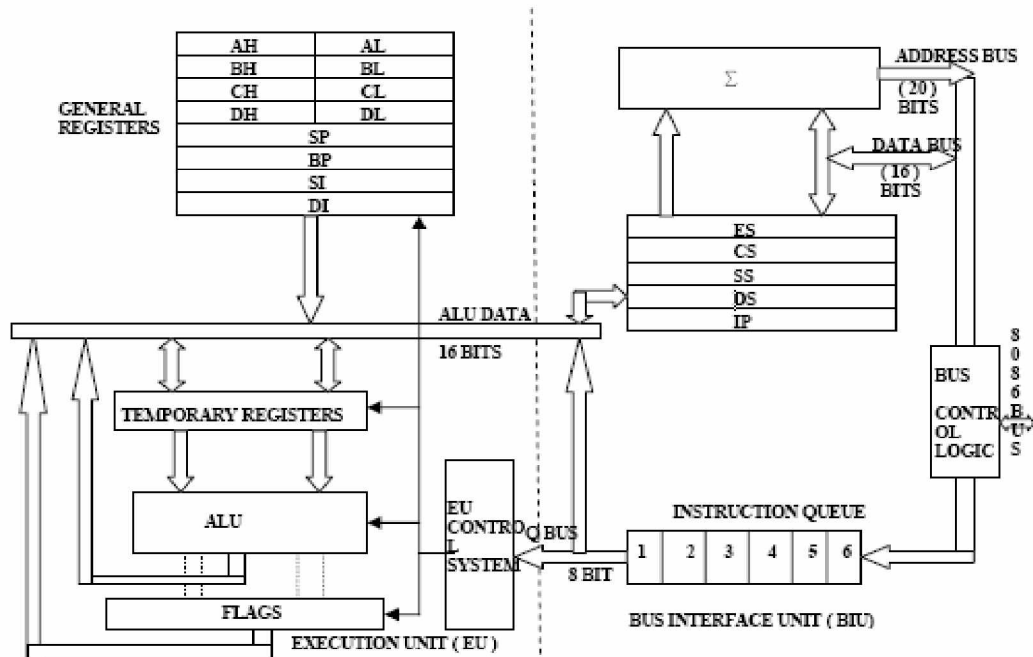 GENERAL
REGISTERS
AH AL
BH BL
CH CL
DH DL
SP
BP
SI
DI
Σ
ADDRESS BUS
( 20 )
BITS
DATA BUS
( 16 )
BITS
ES
CS
SS
DS
IP
ALU DATA
16 BITS
TEMPORARY REGISTERS
ALU
FLAGS
EU
CONTRO
L
SYSTEM
Q BUS
8 BIT
EXECUTION UNIT ( EU )
BUS
CONTR
OL
LOGIC
8
0
8
6
B
U
S
INSTRUCTION QUEUE
1 2 3 4 5 6
BUS INTERFACE UNIT ( BIU)